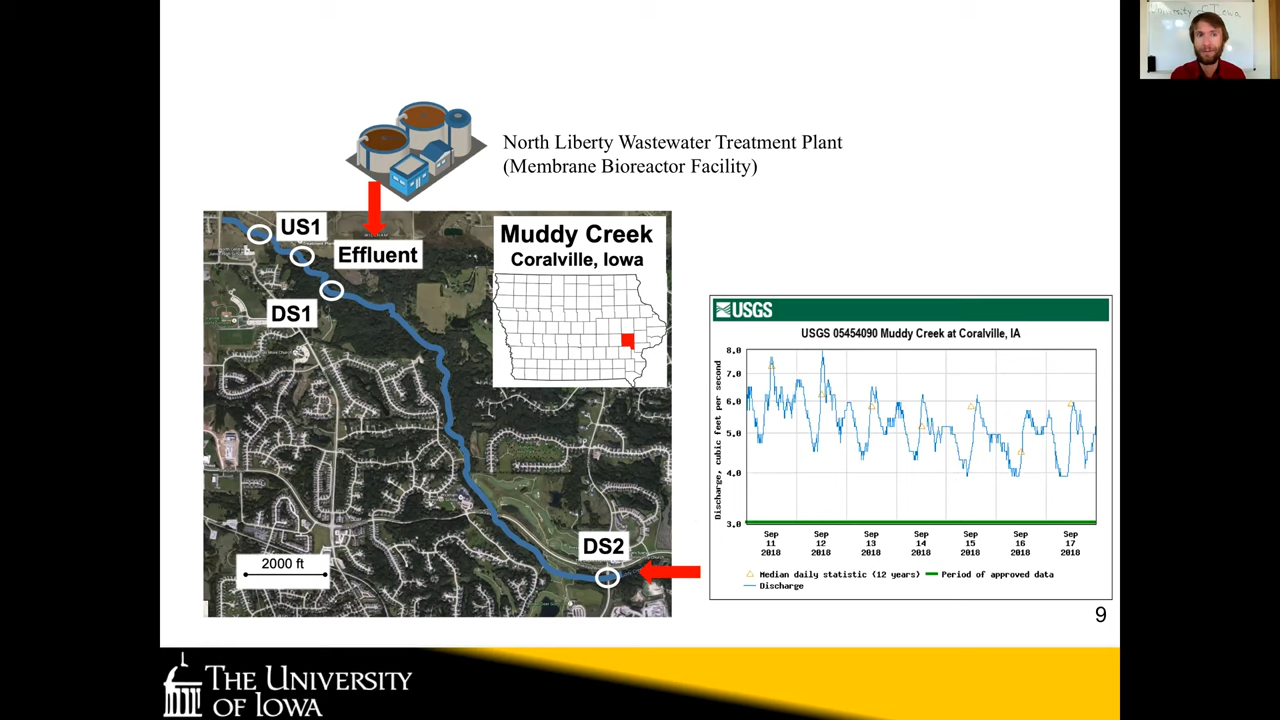 University of Iowa
North Liberty Wastewater Treatment Plant
(Membrane Bioreactor Facility)
US1
Effluent
DS1
Muddy Creek
Coralville, Iowa
DS2
2000 ft
USGS
USGS 05454090 Muddy Creek at Coralville, IA
Discharge, cubic feet per second
8.0
7.0
6.0
5.0
4.0
3.0
Sep 11 2018
Sep 12 2018
Sep 13 2018
Sep 14 2018
Sep 15 2018
Sep 16 2018
Sep 17 2018
Median daily statistic (12 years)
Period of approved data
Discharge
9
THE UNIVERSITY
OF IOWA